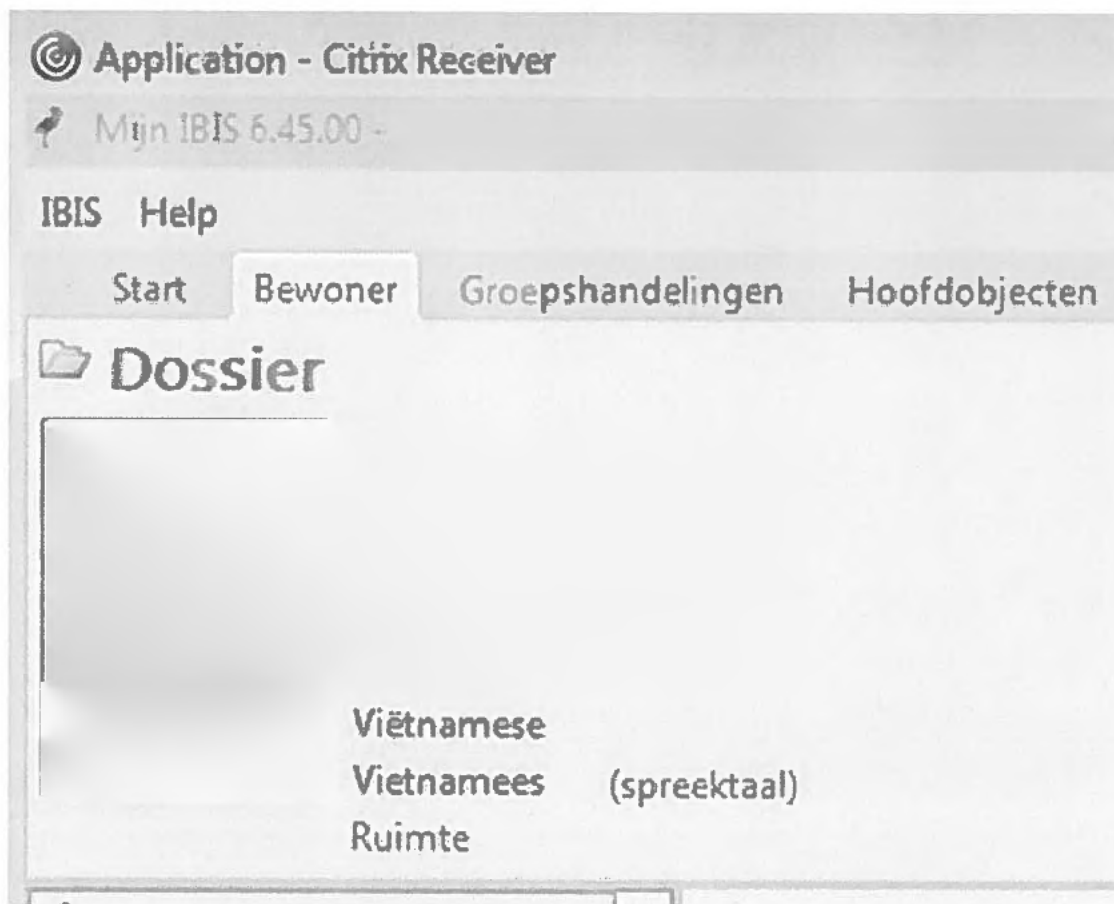 Application - Citrix Receiver
Mijn IBIS 6.45.00 -
IBIS Help
Start Bewoner Groepshandelingen Hoofdobjecten
Dossier
Viëtnamese
Vietnamees (spreektaal)
Ruimte